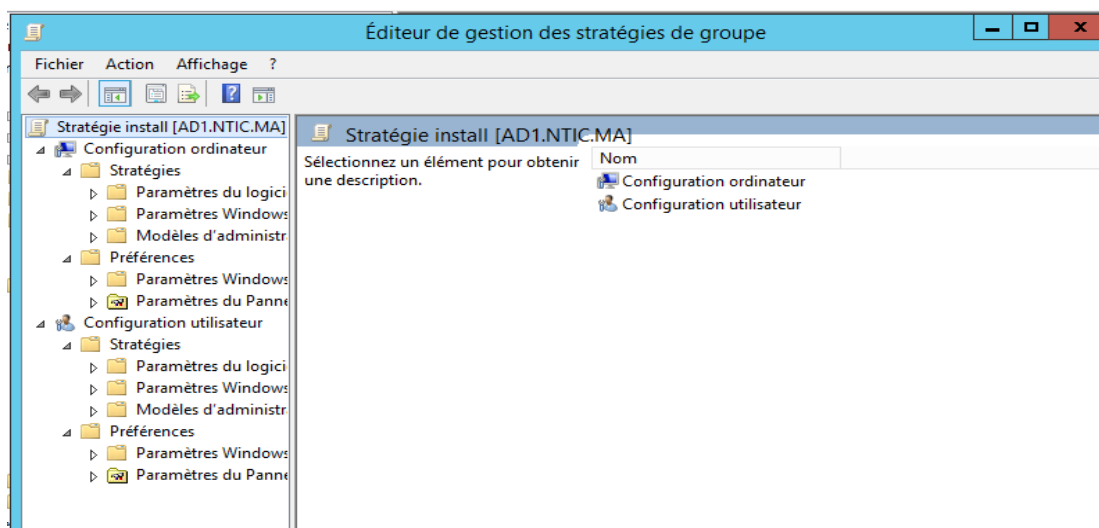 Éditeur de gestion des stratégies de groupe
Fichier Action Affichage ?
Stratégie install [AD1.NTIC.MA]
Configuration ordinateur
Stratégies
Paramètres du logici
Paramètres Windows
Modèles d'administr
Préférences
Paramètres Windows
Paramètres du Panne
Configuration utilisateur
Stratégies
Paramètres du logici
Paramètres Windows
Modèles d'administr
Préférences
Paramètres Windows
Paramètres du Panne
Stratégie install [AD1.NTIC.MA]
Sélectionnez un élément pour obtenir
une description.
Nom
Configuration ordinateur
Configuration utilisateur